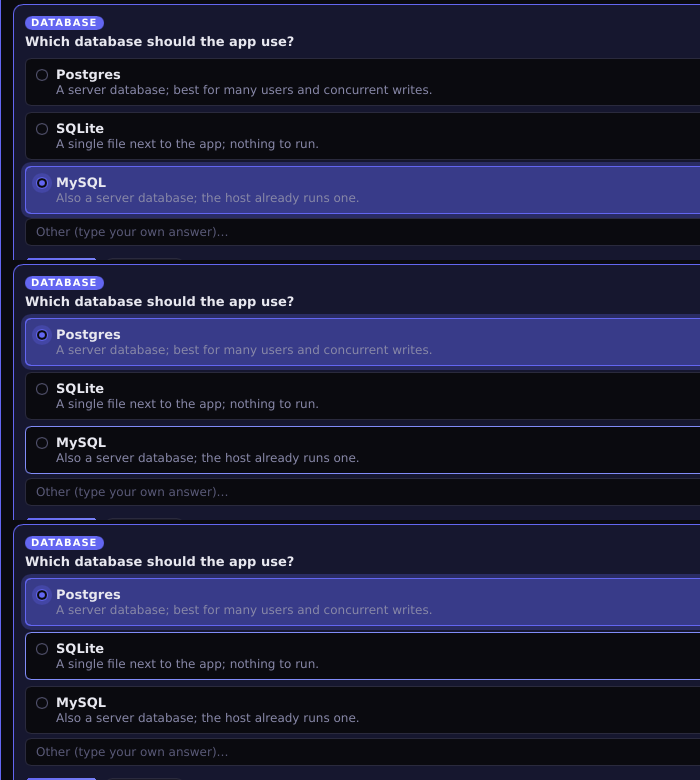 DATABASE
Which database should the app use?
Postgres
A server database; best for many users and concurrent writes.
SQLite
A single file next to the app; nothing to run.
MySQL
Also a server database; the host already runs one.
Other (type your own answer)...
DATABASE
Which database should the app use?
Postgres
A server database; best for many users and concurrent writes.
SQLite
A single file next to the app; nothing to run.
MySQL
Also a server database; the host already runs one.
Other (type your own answer)...
DATABASE
Which database should the app use?
Postgres
A server database; best for many users and concurrent writes.
SQLite
A single file next to the app; nothing to run.
MySQL
Also a server database; the host already runs one.
Other (type your own answer)...